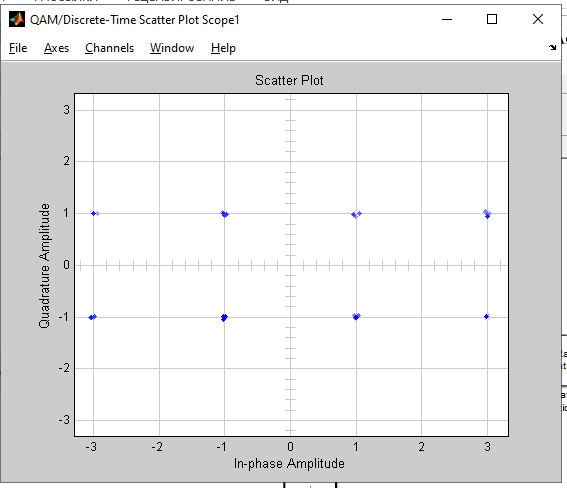 QAM/Discrete-Time Scatter Plot Scope1
File Axes Channels Window Help
Scatter Plot
3
2
1
0
-1
-2
-3
Quadrature Amplitude
-3 -2 -1 0 1 2 3
In-phase Amplitude